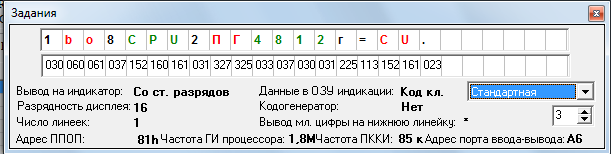 Задания
1 b o 8 C P U 2 П Г 4 8 1 2 г = C U .
030 060 061 037 152 160 161 031 327 325 033 037 030 031 225 113 152 161 023
Вывод на индикатор: Со ст. разрядов Данные в ОЗУ индикации: Код кл. Стандартная
Разрядность дисплея: 16 Кодогенератор: Нет
Число линеек: 1 Вывод мл. цифры на нижнюю линейку: * 3
Адрес ППОП: 81h Частота ГИ процессора: 1,8М Частота ПККИ: 85 к Адрес порта ввода-вывода: A6